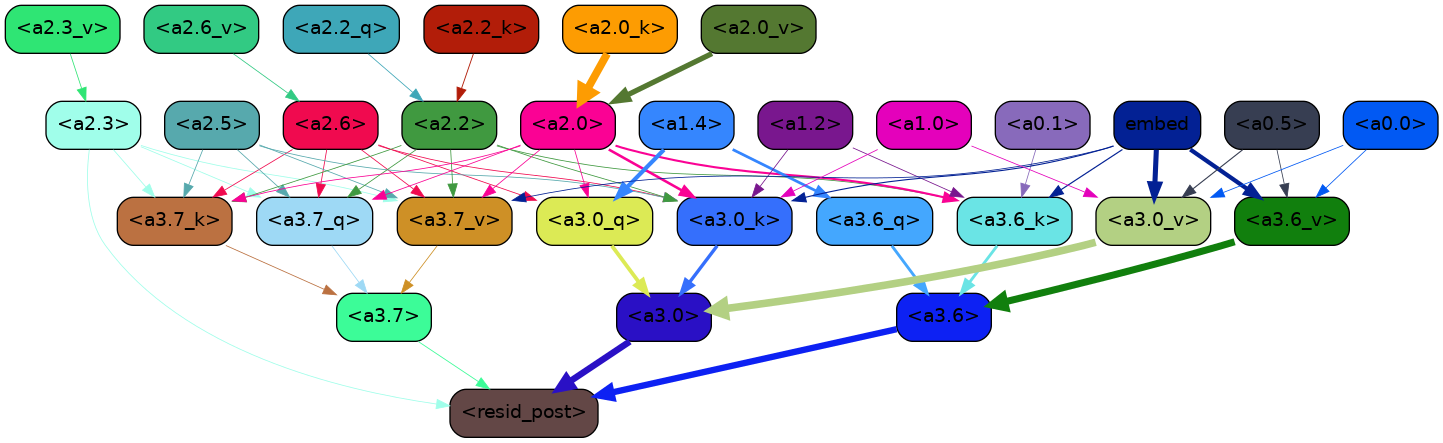 <a2.3_v> <a2.6_v> <a2.2_q> <a2.2_k> <a2.0_k> <a2.0_v>
<a2.3> <a2.5> <a2.6> <a2.2> <a2.0> <a1.4> <a1.2> <a1.0> <a0.1> embed <a0.5> <a0.0>
<a3.7_k> <a3.7_q> <a3.7_v> <a3.0_q> <a3.0_k> <a3.6_q> <a3.6_k> <a3.0_v> <a3.6_v>
<a3.7> <a3.0> <a3.6>
<resid_post>